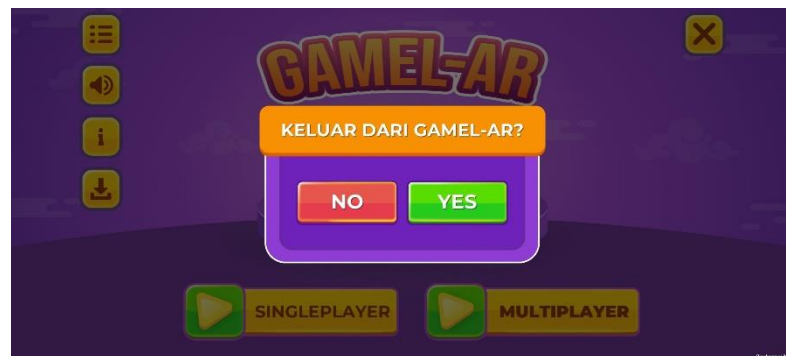 GAMEL-AR
KELUAR DARI GAMEL-AR?
NO
YES
SINGLEPLAYER
MULTIPLAYER